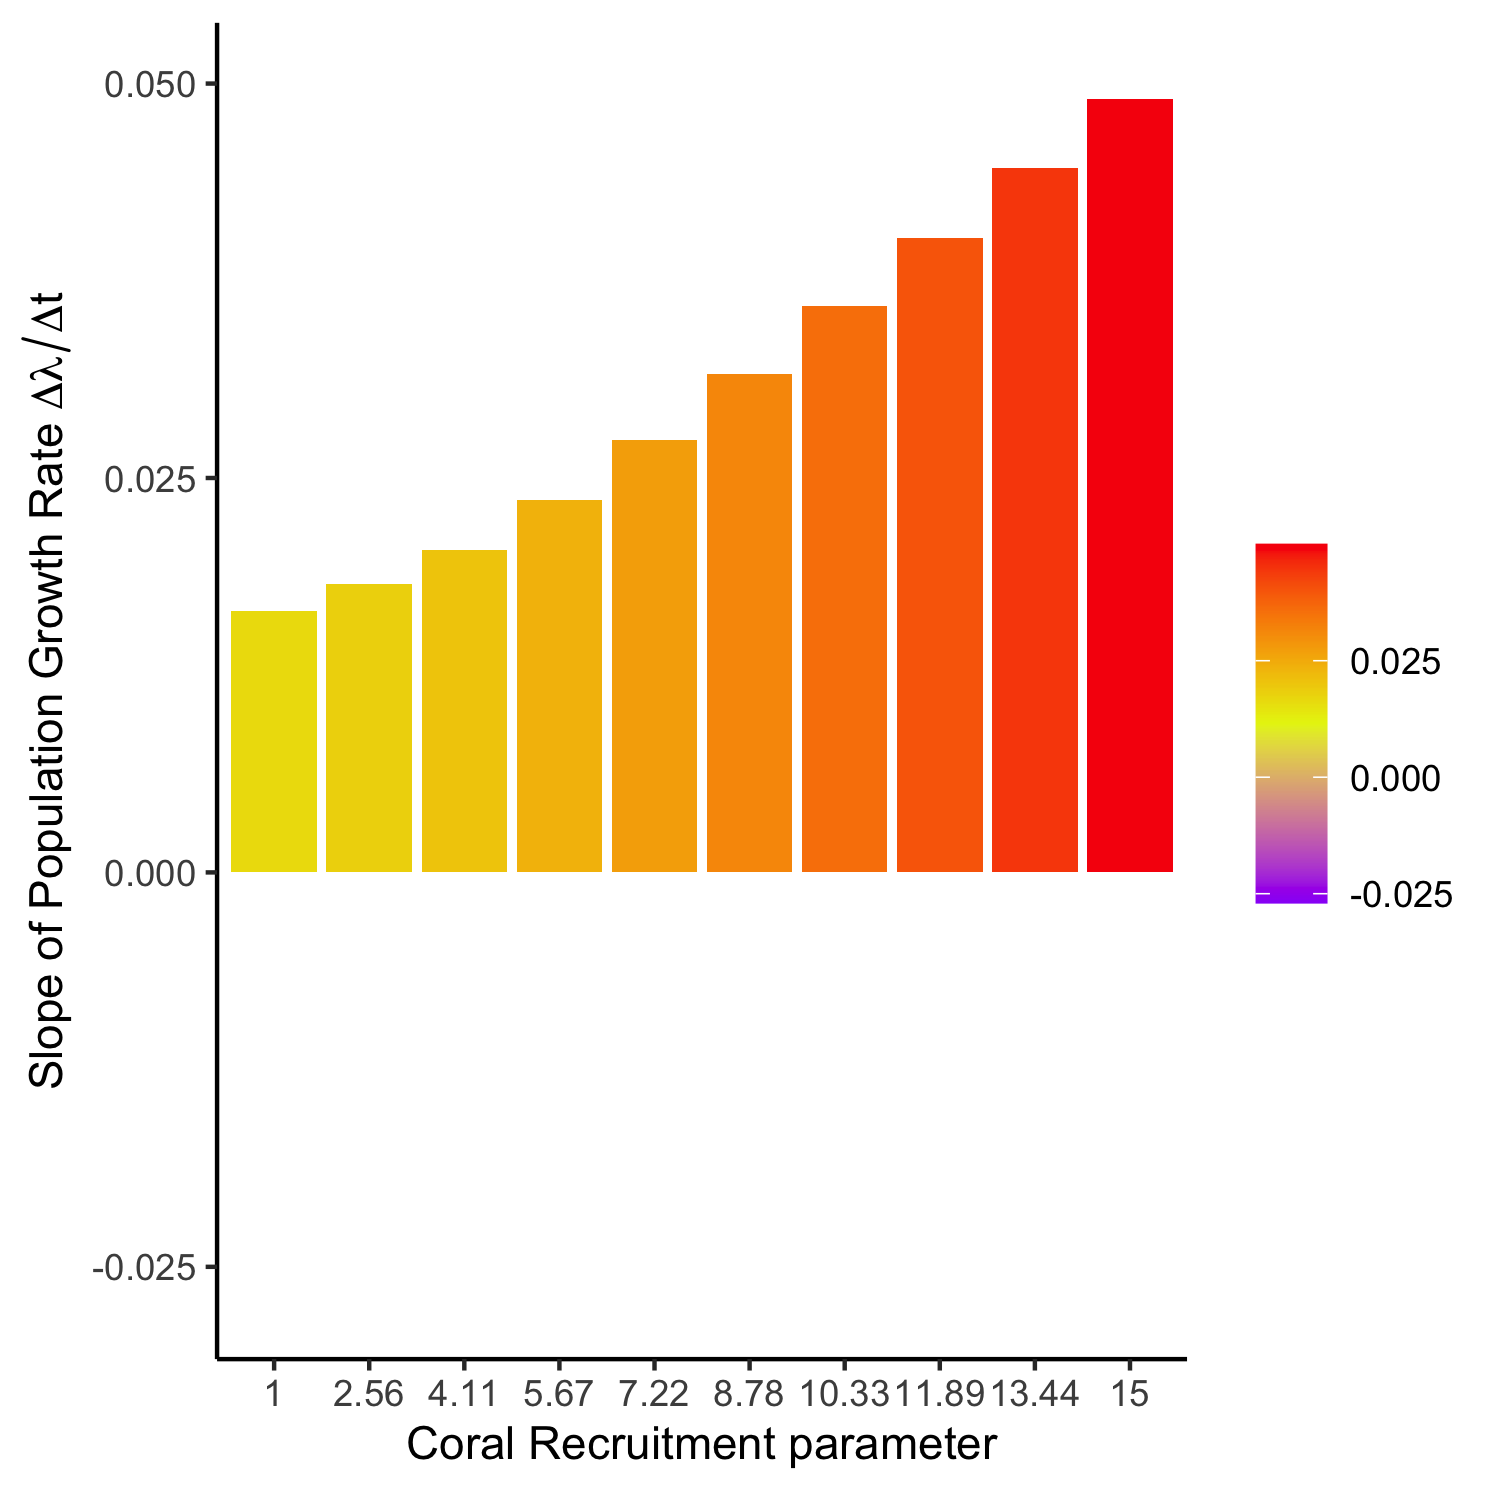 Slope of Population Growth Rate Δλ/Δt
0.050
0.025
0.000
-0.025
1 2.56 4.11 5.67 7.22 8.78 10.33 11.89 13.44 15
Coral Recruitment parameter
0.025
0.000
-0.025